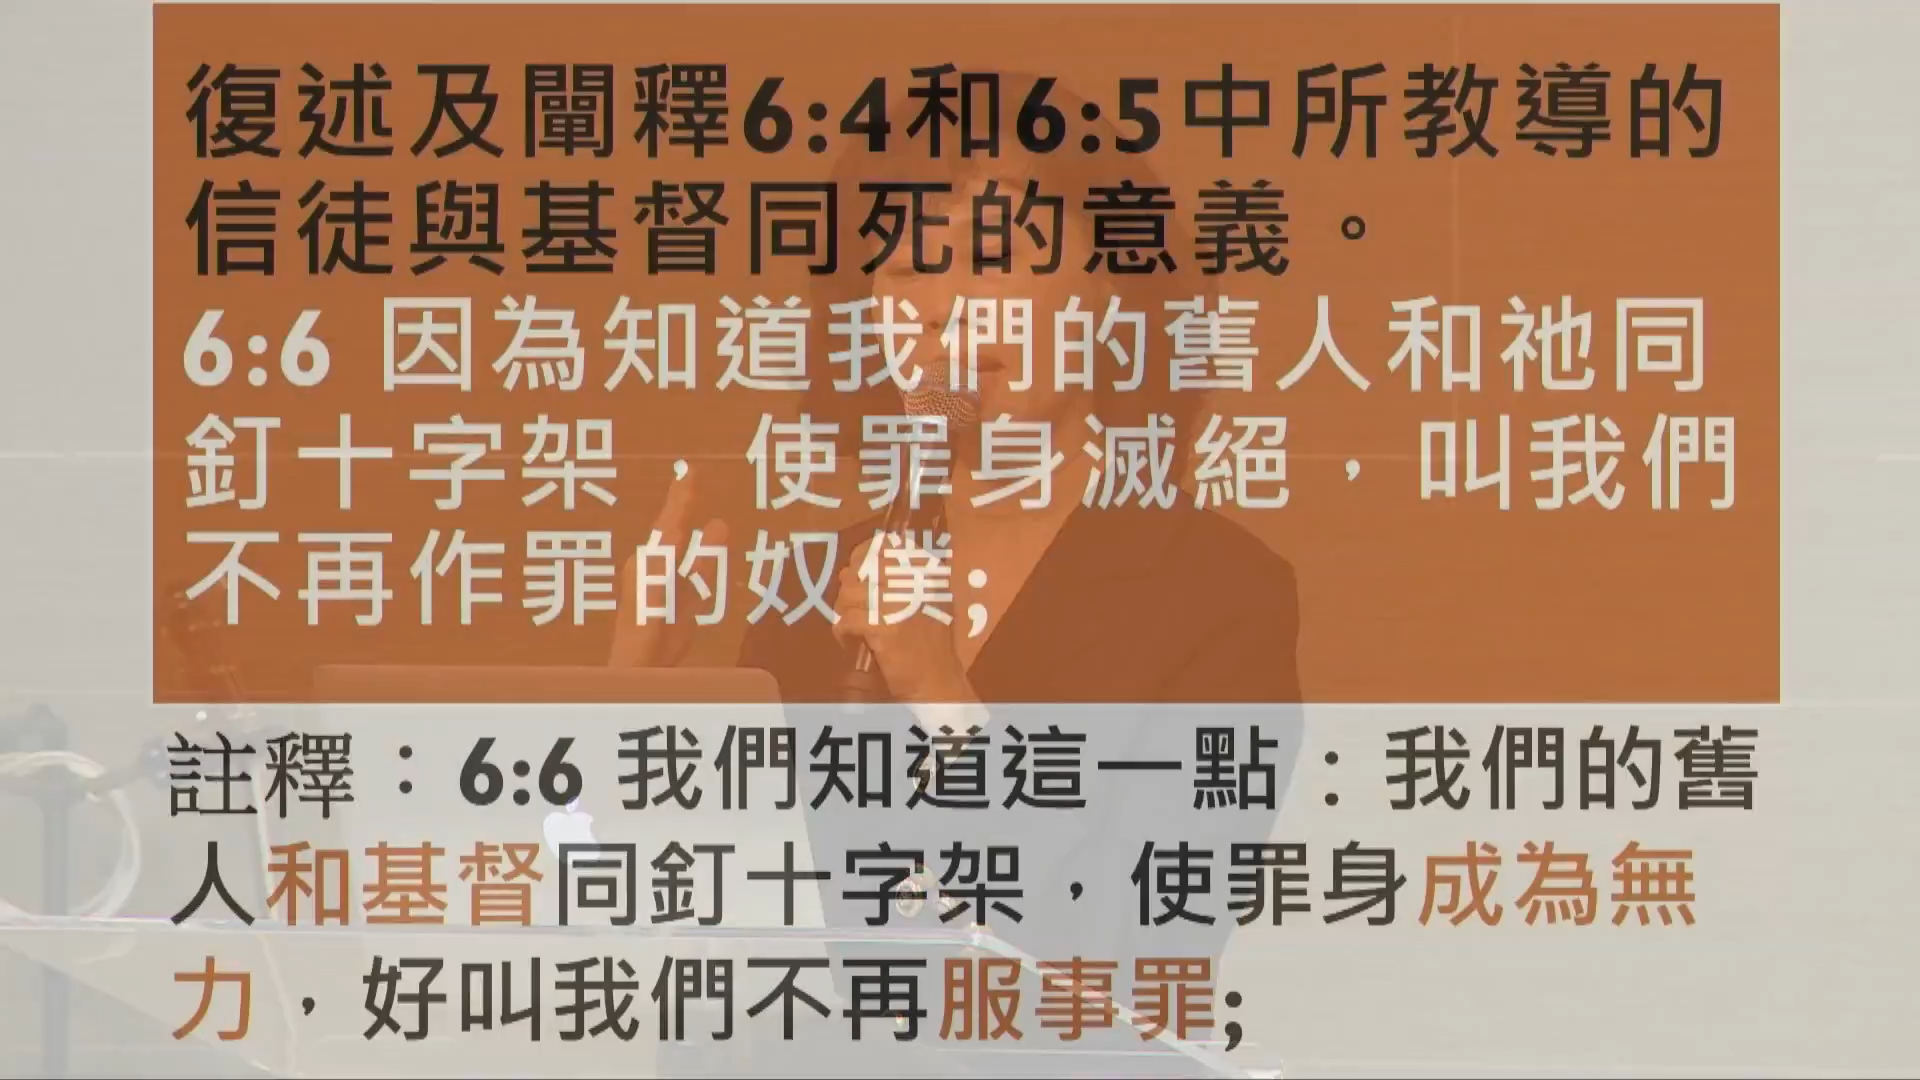 復述及闡釋6:4和6:5中所教導的
信徒與基督同死的意義。
6:6 因為知道我們的舊人和祂同
釘十字架，使罪身滅絕，叫我們
不再作罪的奴僕;
註釋：6:6 我們知道這一點：我們的舊
人和基督同釘十字架，使罪身成為無
力，好叫我們不再服事罪;